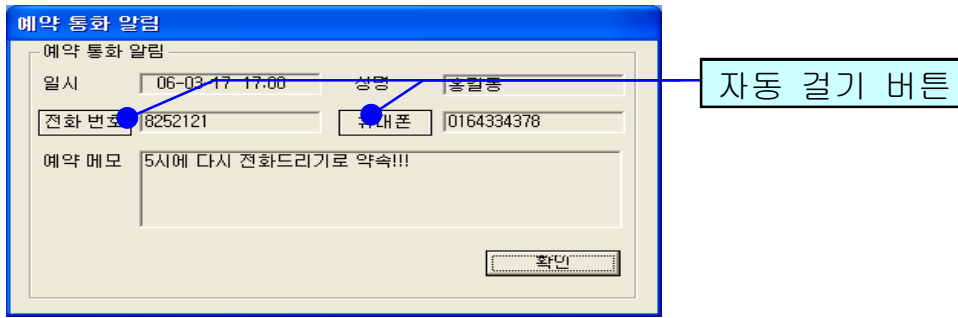 예약 통화 알림
예약 통화 알림
일시 06-03-17 17:00 성명 홍길동
자동 걸기 버튼
전화 번호 8252121 휴대폰 0164334378
예약 메모 5시에 다시 전화드리기로 약속!!!
확인